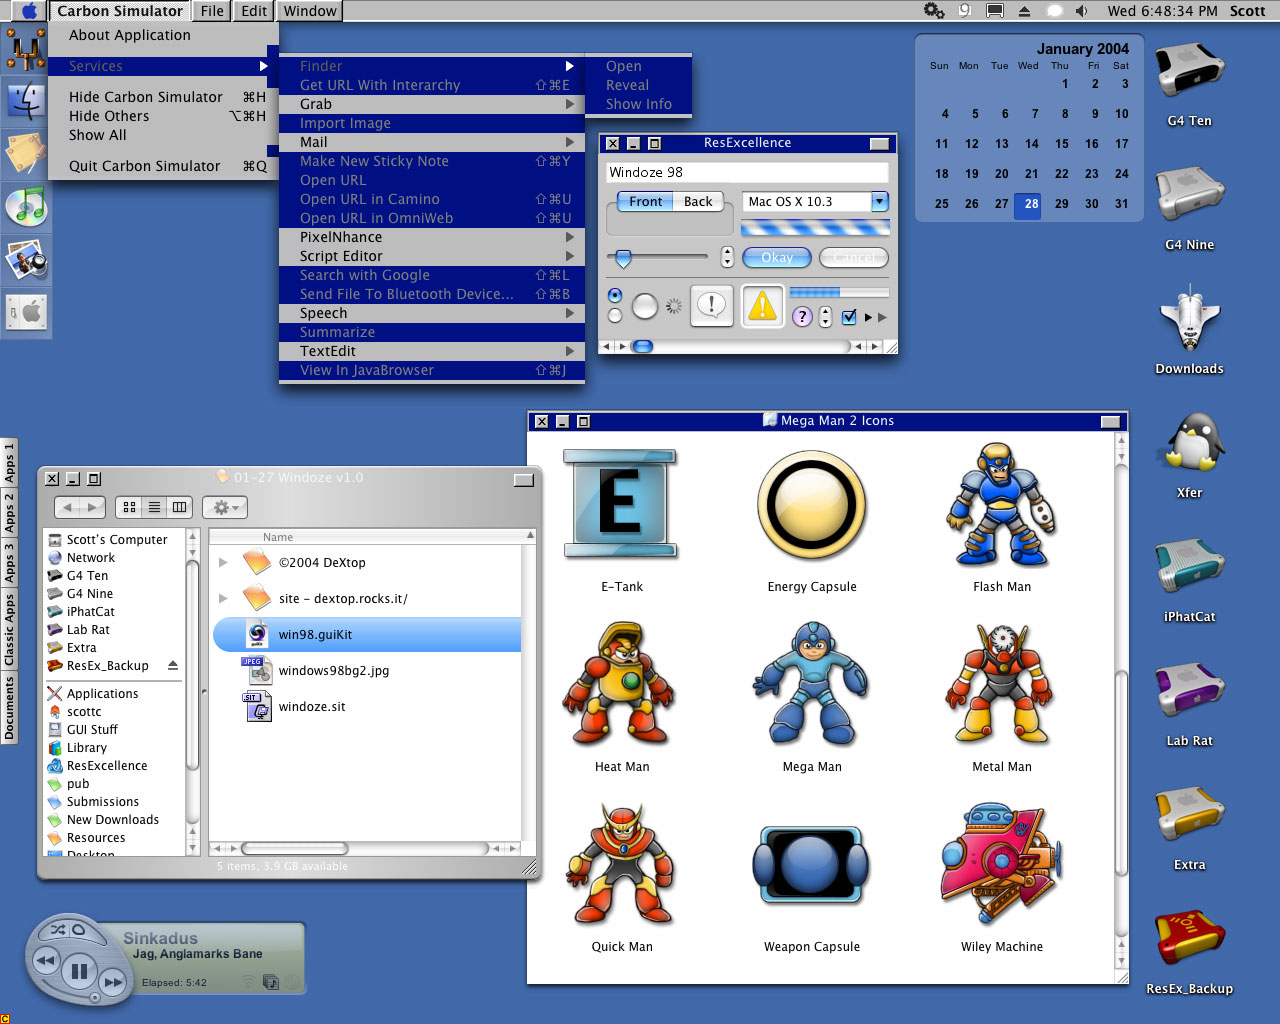 Carbon Simulator File Edit Window
Wed 6:48:34 PM Scott
About Application
Services
Hide Carbon Simulator ⌘H
Hide Others ⌥⌘H
Show All
Quit Carbon Simulator ⌘Q
Finder
Get URL With Interarchy ⇧⌘E
Grab
Import Image
Mail
Make New Sticky Note ⇧⌘Y
Open URL
Open URL in Camino ⇧⌘U
Open URL in OmniWeb ⇧⌘U
PixelNhance
Script Editor
Search with Google ⇧⌘L
Send File To Bluetooth Device... ⇧⌘B
Speech
Summarize
TextEdit
View In JavaBrowser ⇧⌘J
Open
Reveal
Show Info
ResExcellence
Windoze 98
Front Back
Mac OS X 10.3
Okay Cancel
January 2004
Sun Mon Tue Wed Thu Fri Sat
1 2 3
4 5 6 7 8 9 10
11 12 13 14 15 16 17
18 19 20 21 22 23 24
25 26 27 28 29 30 31
G4 Ten
G4 Nine
Downloads
Xfer
iPhatCat
Lab Rat
Extra
ResEx_Backup
Apps 1
Apps 2
Apps 3
Classic Apps
Documents
01-27 Windoze v1.0
Scott's Computer
Network
G4 Ten
G4 Nine
iPhatCat
Lab Rat
Extra
ResEx_Backup
Applications
scottc
GUI Stuff
Library
ResExcellence
pub
Submissions
New Downloads
Resources
Desktop
Name
©2004 DeXtop
site - dextop.rocks.it/
win98.guiKit
JPEG windows98bg2.jpg
.SIT windoze.sit
5 items, 3.9 GB available
Mega Man 2 Icons
E
E-Tank
Energy Capsule
Flash Man
Heat Man
Mega Man
Metal Man
Quick Man
Weapon Capsule
Wiley Machine
Sinkadus
Jag, Anglamarks Bane
Elapsed: 5:42